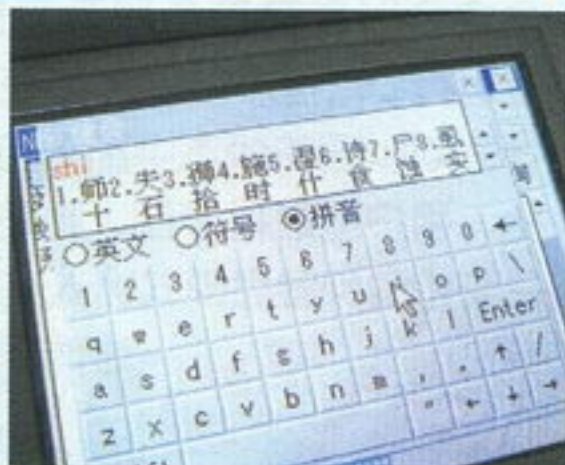 shi
1.师2.失3.狮4.施5.湿6.诗7.尸8.虱
十 石 拾 时 什 食 蚀 实
英文 符号 拼音
1 2 3 4 5 6 7 8 9 0 ←
q w e r t y u o p \
a s d f g h j k l Enter
z x c v b n m , . ↑ /
← ↓ →